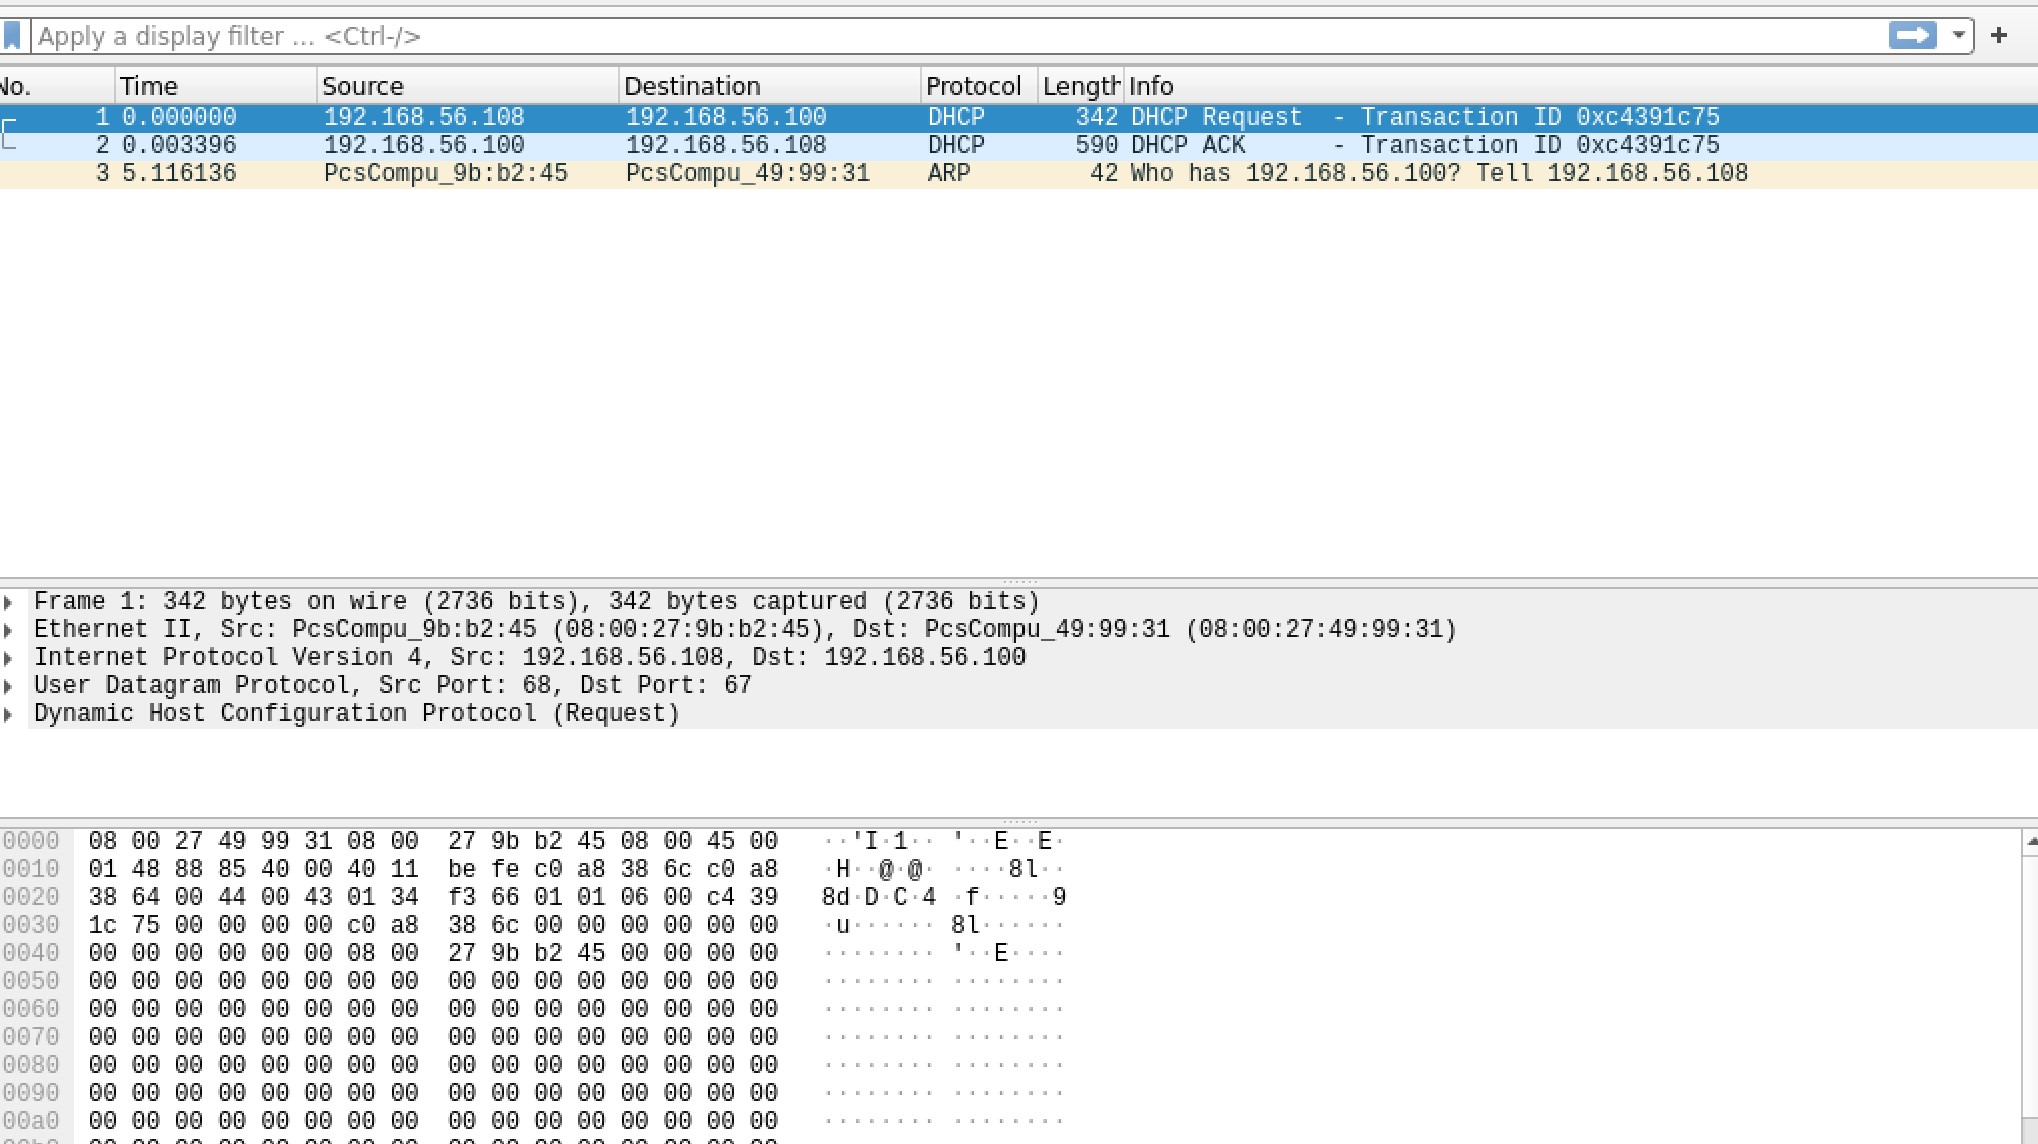 Apply a display filter ... <Ctrl-/>
+
No. Time Source Destination Protocol Length Info
1 0.000000 192.168.56.108 192.168.56.100 DHCP 342 DHCP Request - Transaction ID 0xc4391c75
2 0.003396 192.168.56.100 192.168.56.108 DHCP 590 DHCP ACK - Transaction ID 0xc4391c75
3 5.116136 PcsCompu_9b:b2:45 PcsCompu_49:99:31 ARP 42 Who has 192.168.56.100? Tell 192.168.56.108
Frame 1: 342 bytes on wire (2736 bits), 342 bytes captured (2736 bits)
Ethernet II, Src: PcsCompu_9b:b2:45 (08:00:27:9b:b2:45), Dst: PcsCompu_49:99:31 (08:00:27:49:99:31)
Internet Protocol Version 4, Src: 192.168.56.108, Dst: 192.168.56.100
User Datagram Protocol, Src Port: 68, Dst Port: 67
Dynamic Host Configuration Protocol (Request)
0000 08 00 27 49 99 31 08 00 27 9b b2 45 08 00 45 00 ··'I·1·· '··E··E·
0010 01 48 88 85 40 00 40 11 be fe c0 a8 38 6c c0 a8 ·H··@·@· ····8l··
0020 38 64 00 44 00 43 01 34 f3 66 01 01 06 00 c4 39 8d·D·C·4 ·f·····9
0030 1c 75 00 00 00 00 c0 a8 38 6c 00 00 00 00 00 00 ·u······ 8l······
0040 00 00 00 00 00 00 08 00 27 9b b2 45 00 00 00 00 ········ '··E····
0050 00 00 00 00 00 00 00 00 00 00 00 00 00 00 00 00 ········ ········
0060 00 00 00 00 00 00 00 00 00 00 00 00 00 00 00 00 ········ ········
0070 00 00 00 00 00 00 00 00 00 00 00 00 00 00 00 00 ········ ········
0080 00 00 00 00 00 00 00 00 00 00 00 00 00 00 00 00 ········ ········
0090 00 00 00 00 00 00 00 00 00 00 00 00 00 00 00 00 ········ ········
00a0 00 00 00 00 00 00 00 00 00 00 00 00 00 00 00 00 ········ ········